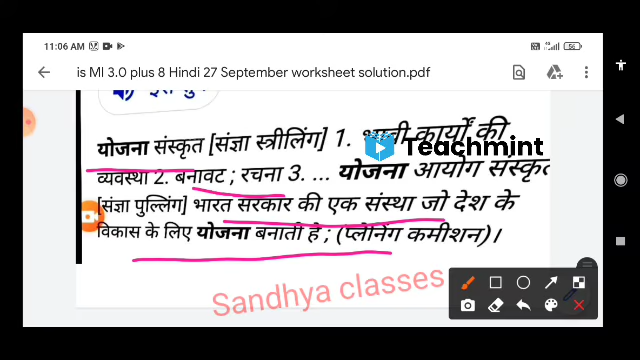 11:06 AM
is MI 3.0 plus 8 Hindi 27 September worksheet solution.pdf
योजना संस्कृत [संज्ञा स्त्रीलिंग] 1. भावी कार्यों की
Teachmint
व्यवस्था 2. बनावट ; रचना 3. ... योजना आयोग संस्कृत
[संज्ञा पुल्लिंग] भारत सरकार की एक संस्था जो देश के
विकास के लिए योजना बनाती है ; (प्लेनिंग कमीशन)।
Sandhya classes